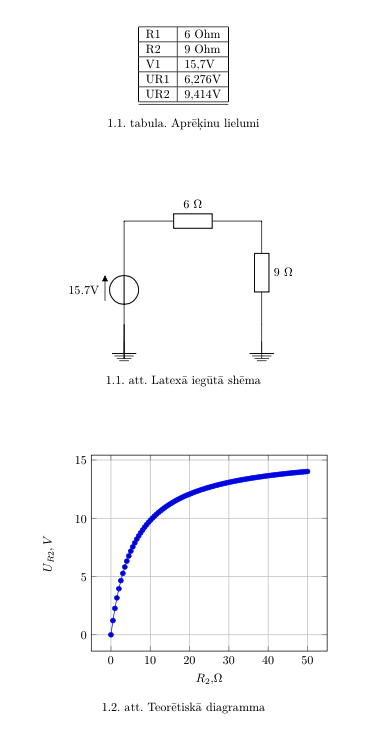 R1 6 Ohm
R2 9 Ohm
V1 15,7V
UR1 6,276V
UR2 9,414V
1.1. tabula. Aprēķinu lielumi
6 Ω
15.7V
9 Ω
1.1. att. Latexā iegūtā shēma
15
10
5
0
U_{R2}, V
0 10 20 30 40 50
R_2,Ω
1.2. att. Teorētiskā diagramma